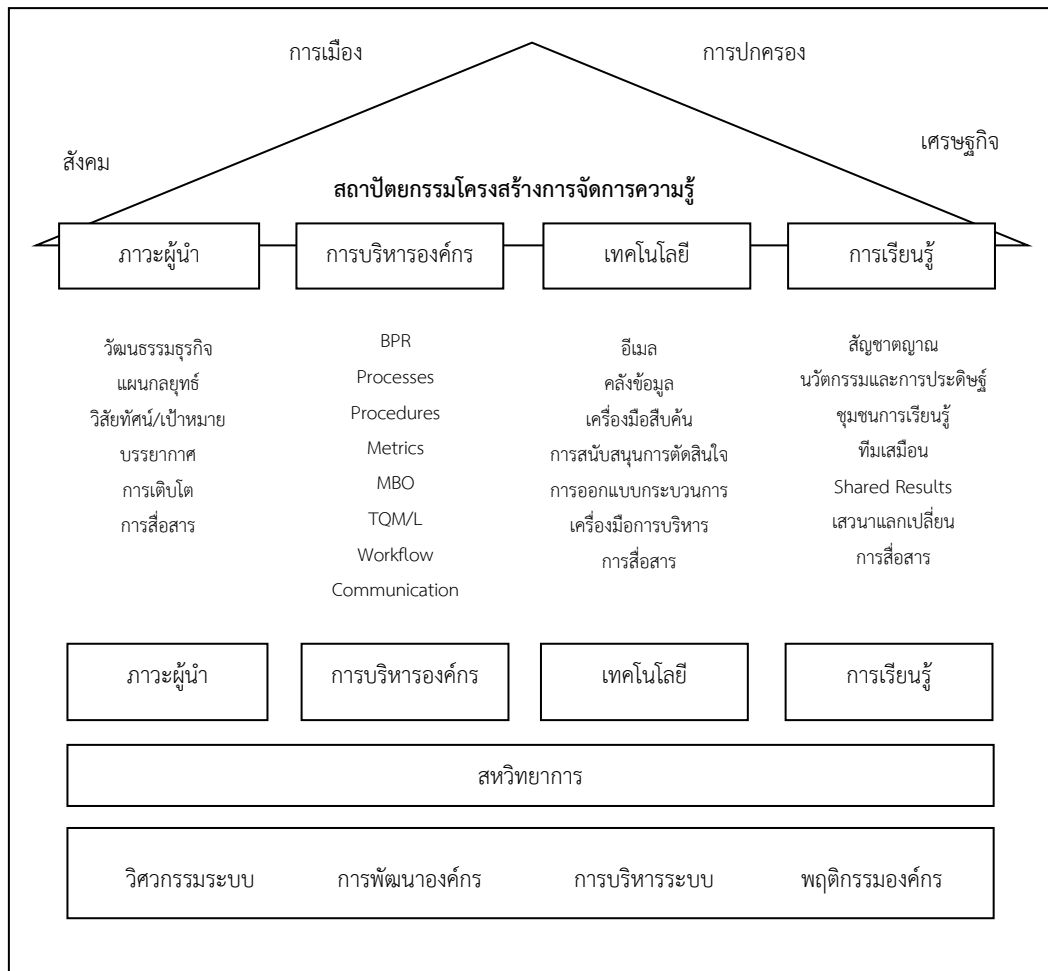 การเมือง
การปกครอง
สังคม
เศรษฐกิจ
สถาปัตยกรรมโครงสร้างการจัดการความรู้
ภาวะผู้นำ
การบริหารองค์กร
เทคโนโลยี
การเรียนรู้
วัฒนธรรมธุรกิจ
แผนกลยุทธ์
วิสัยทัศน์/เป้าหมาย
บรรยากาศ
การเติบโต
การสื่อสาร
BPR
Processes
Procedures
Metrics
MBO
TQM/L
Workflow
Communication
อีเมล
คลังข้อมูล
เครื่องมือสืบค้น
การสนับสนุนการตัดสินใจ
การออกแบบกระบวนการ
เครื่องมือการบริหาร
การสื่อสาร
สัญชาตญาณ
นวัตกรรมและการประดิษฐ์
ชุมชนการเรียนรู้
ทีมเสมือน
Shared Results
เสวนาแลกเปลี่ยน
การสื่อสาร
ภาวะผู้นำ
การบริหารองค์กร
เทคโนโลยี
การเรียนรู้
สหวิทยาการ
วิศวกรรมระบบ
การพัฒนาองค์กร
การบริหารระบบ
พฤติกรรมองค์กร